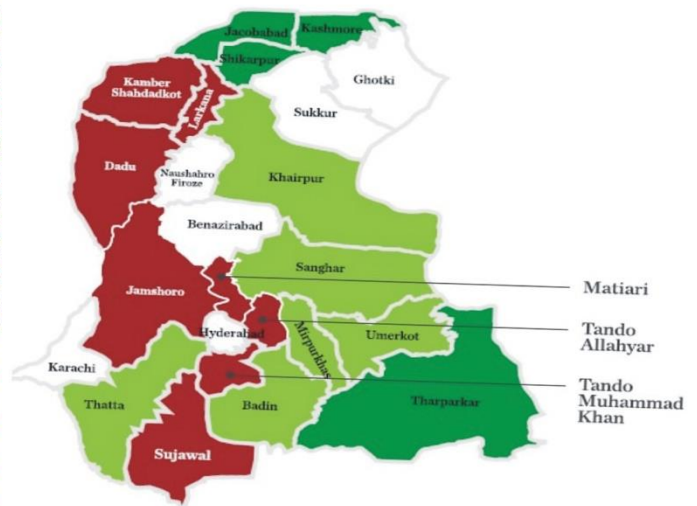 Jacobabad
Kashmore
Shikarpur
Ghotki
Kamber
Shahdadkot
Larkana
Sukkur
Dadu
Naushahro
Firoze
Khairpur
Benazirabad
Sanghar
Jamshoro
Matiari
Hyderabad
Mirpurkhas
Umerkot
Tando
Allahyar
Karachi
Thatta
Badin
Tharparkar
Tando
Muhammad
Khan
Sujawal